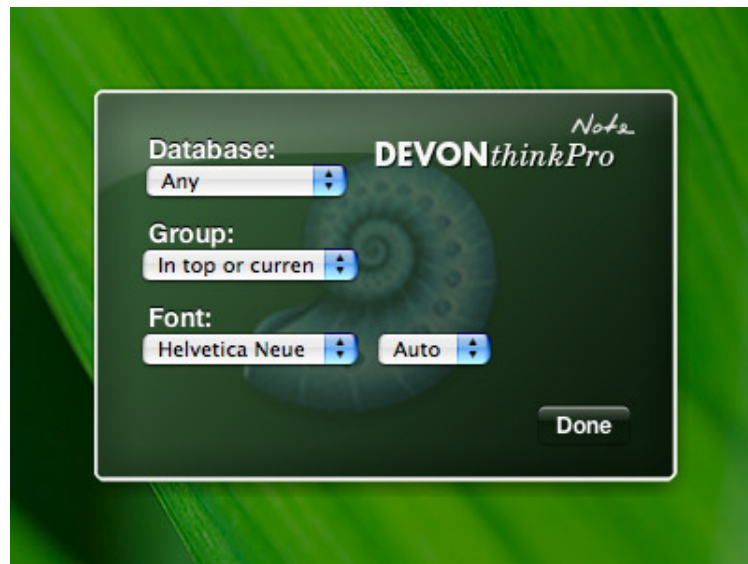 Note
DEVONthinkPro
Database:
Any
Group:
In top or curren
Font:
Helvetica Neue Auto
Done